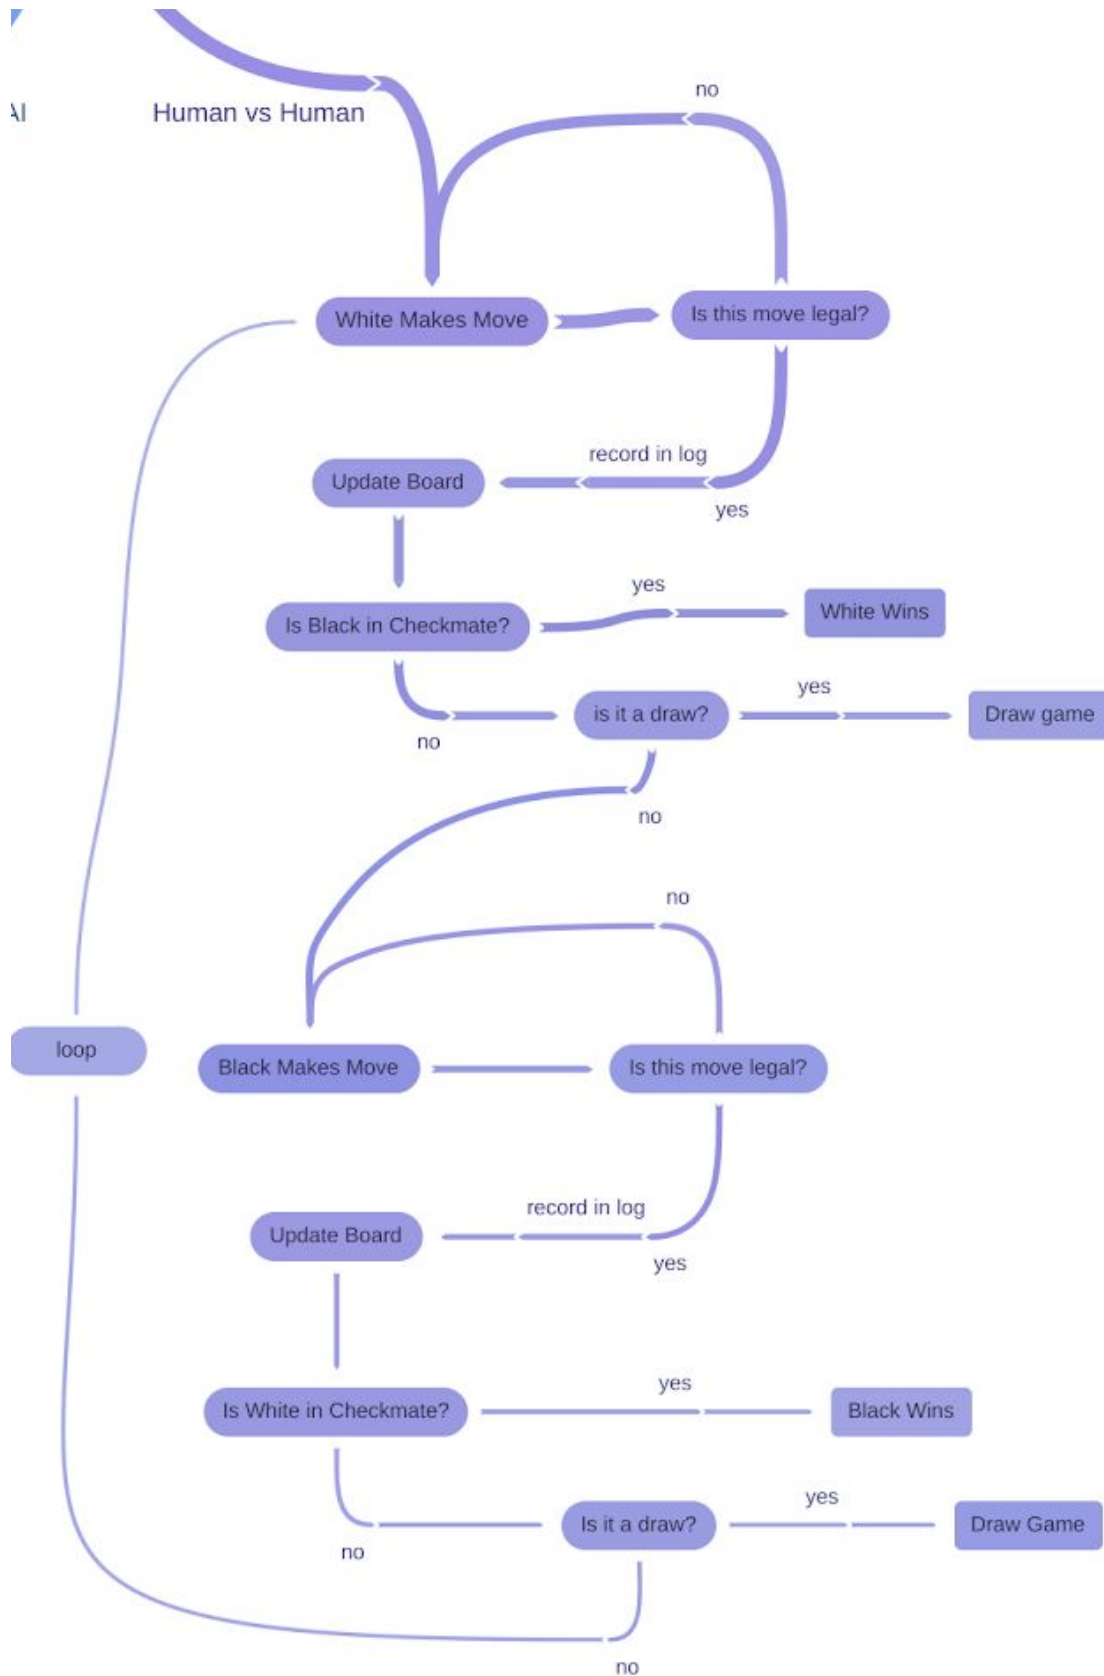 AI
Human vs Human
no
White Makes Move
Is this move legal?
record in log
Update Board
yes
yes
Is Black in Checkmate?
White Wins
yes
is it a draw?
Draw game
no
no
no
loop
Black Makes Move
Is this move legal?
record in log
Update Board
yes
yes
Is White in Checkmate?
Black Wins
yes
Is it a draw?
Draw Game
no
no